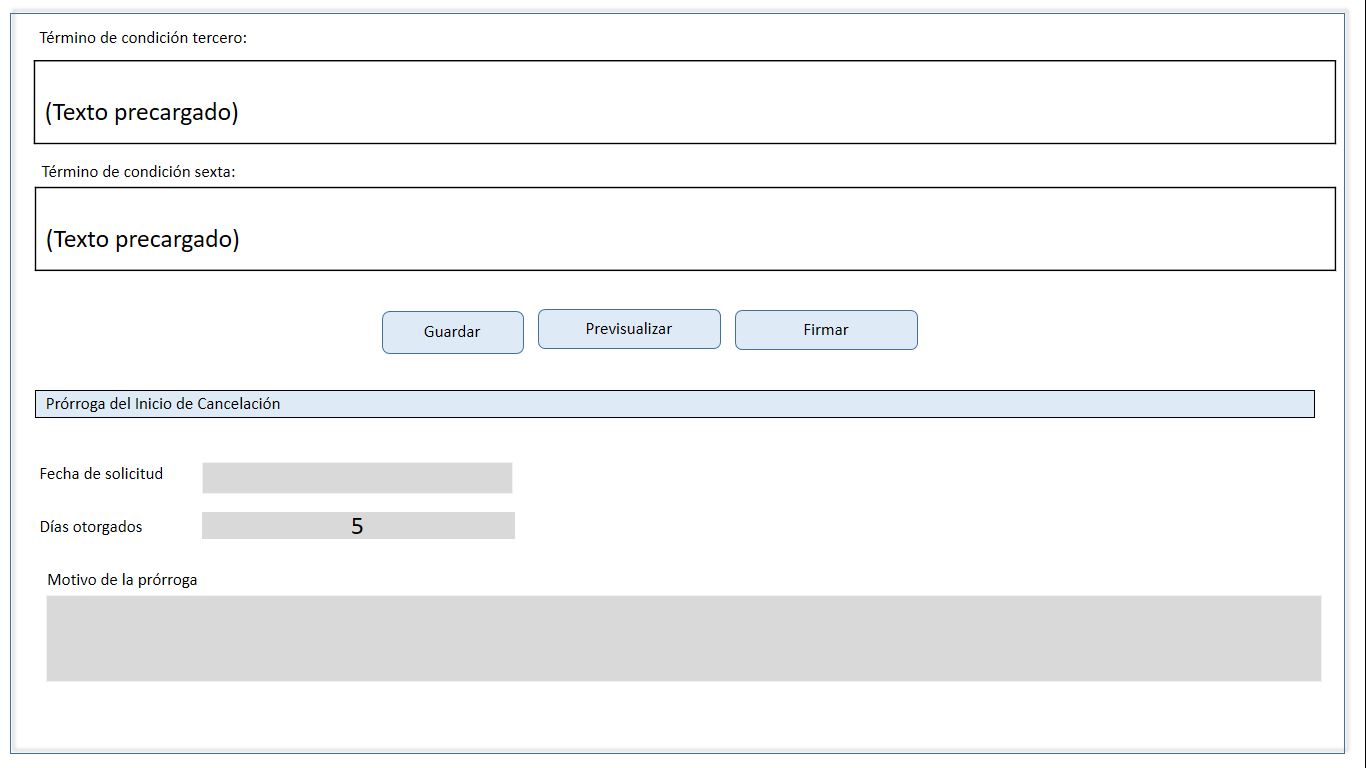 Término de condición tercero:
(Texto precargado)
Término de condición sexta:
(Texto precargado)
Guardar
Previsualizar
Firmar
Prórroga del Inicio de Cancelación
Fecha de solicitud
Días otorgados
5
Motivo de la prórroga